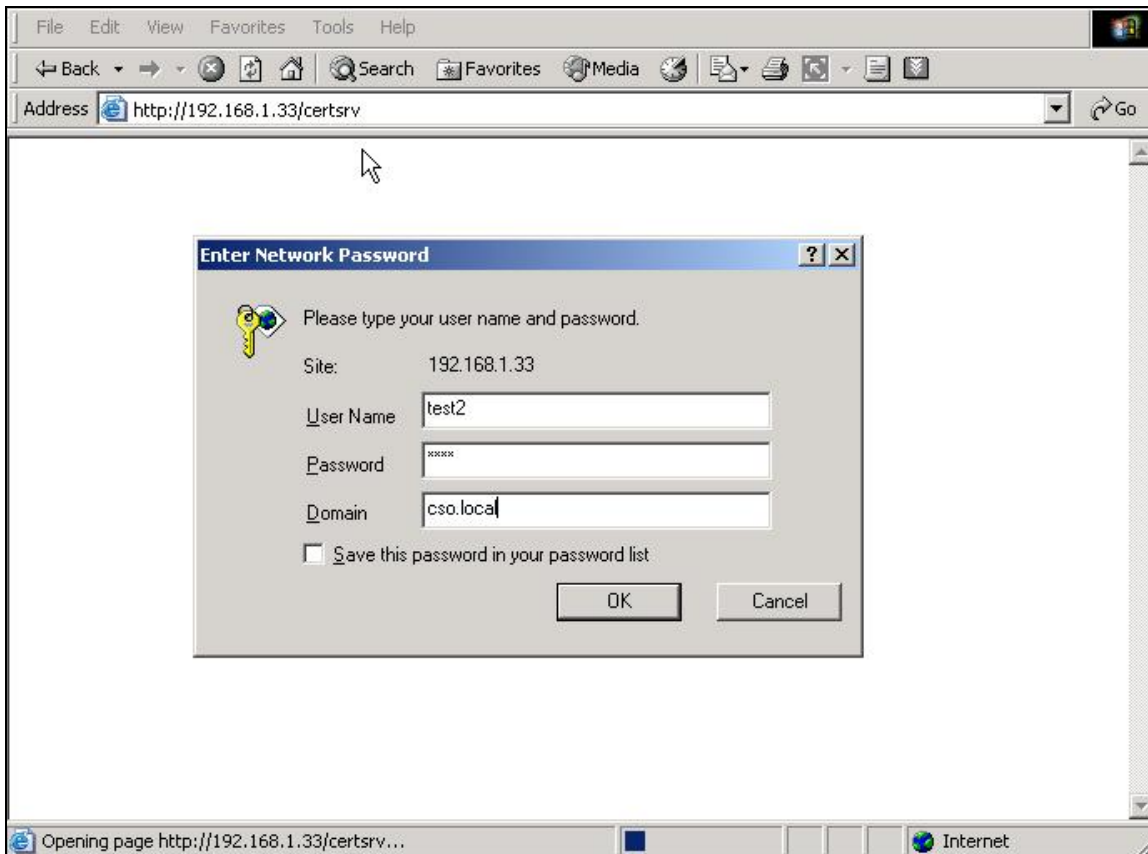 File Edit View Favorites Tools Help
Back Search Favorites Media
Address http://192.168.1.33/certsrv Go
Enter Network Password
Please type your user name and password.
Site: 192.168.1.33
User Name test2
Password ××××
Domain cso.local
Save this password in your password list
OK Cancel
Opening page http://192.168.1.33/certsrv... Internet